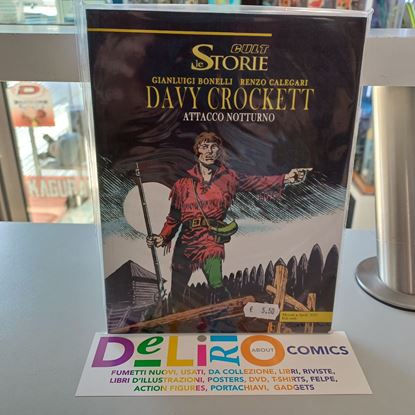 CULT
le STORIE
GIANLUIGI BONELLI RENZO CALEGARI
DAVY CROCKETT
ATTACCO NOTTURNO
€ 5,50
DeLiRiO ABOUT COMICS
FUMETTI NUOVI, USATI, DA COLLEZIONE, LIBRI, RIVISTE,
LIBRI D'ILLUSTRAZIONI, POSTERS, DVD, T-SHIRTS, FELPE,
ACTION FIGURES, PORTACHIAVI, GADGETS
KAGURA